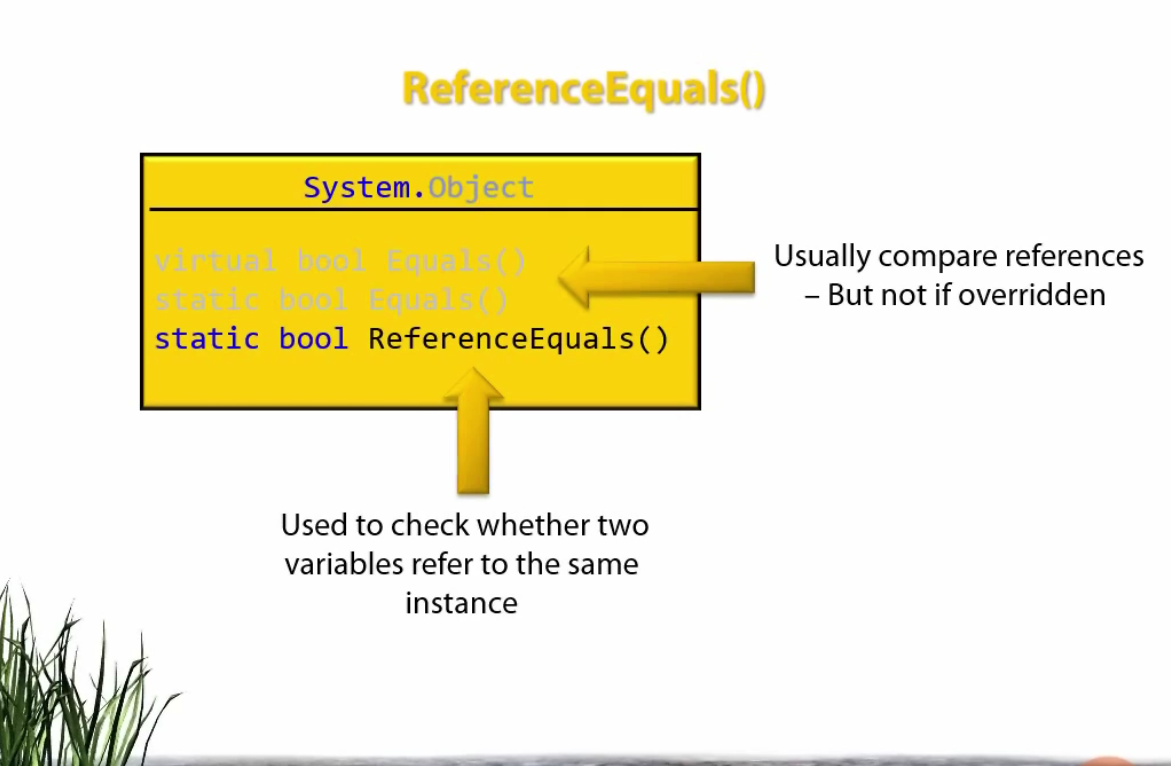 ReferenceEquals()
System.Object
virtual bool Equals()
static bool Equals()
static bool ReferenceEquals()
Usually compare references
– But not if overridden
Used to check whether two
variables refer to the same
instance